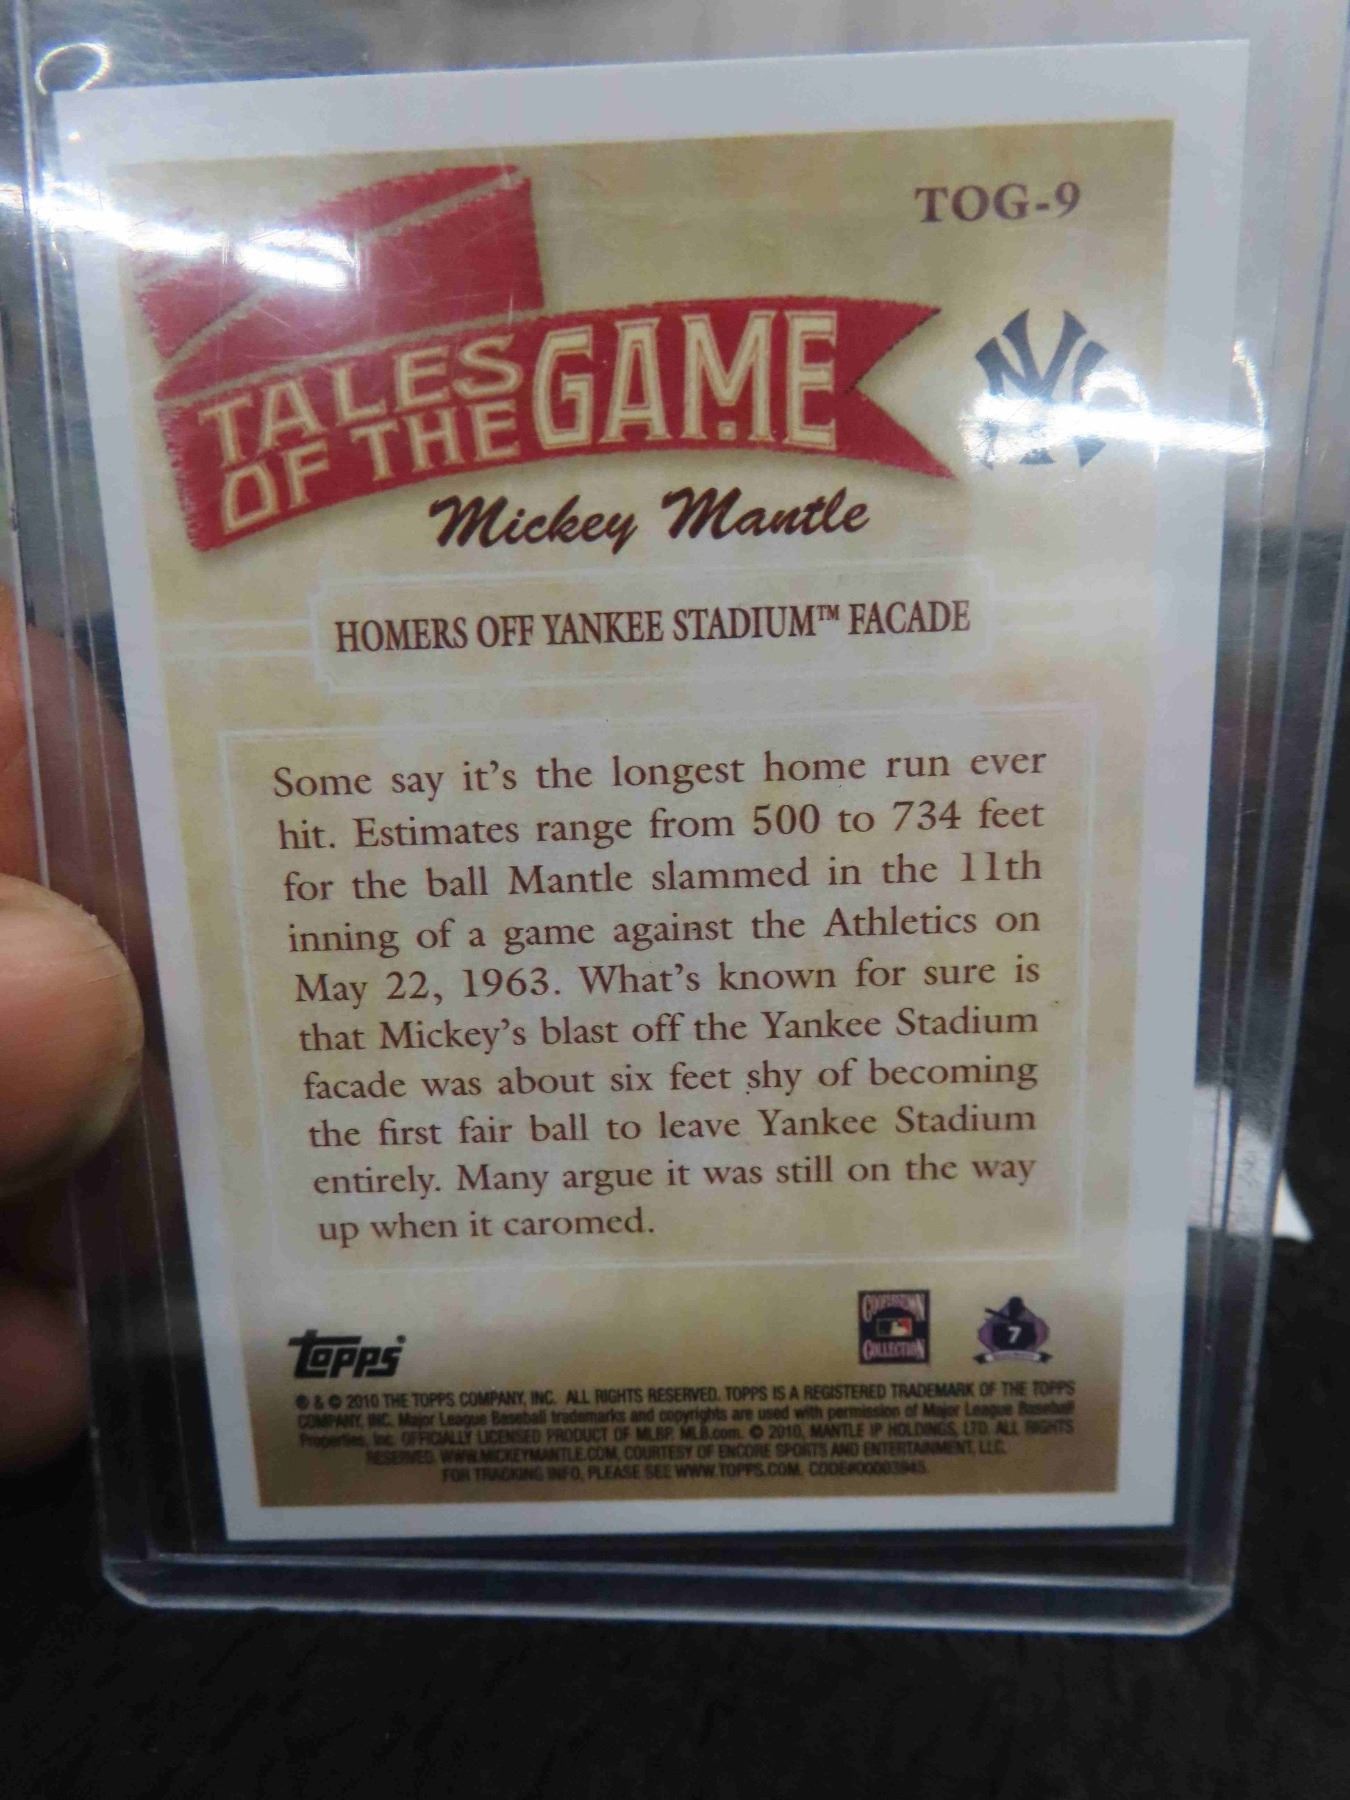 TOG-9
TALES
OF THE GAME
NY
Mickey Mantle
HOMERS OFF YANKEE STADIUM™ FACADE
Some say it's the longest home run ever
hit. Estimates range from 500 to 734 feet
for the ball Mantle slammed in the 11th
inning of a game against the Athletics on
May 22, 1963. What's known for sure is
that Mickey's blast off the Yankee Stadium
facade was about six feet shy of becoming
the first fair ball to leave Yankee Stadium
entirely. Many argue it was still on the way
up when it caromed.
COOPERSTOWN
COLLECTION
7
Topps®
® & © 2010 THE TOPPS COMPANY, INC. ALL RIGHTS RESERVED. TOPPS IS A REGISTERED TRADEMARK OF THE TOPPS
COMPANY, INC. Major League Baseball trademarks and copyrights are used with permission of Major League Baseball
Properties, Inc. OFFICIALLY LICENSED PRODUCT OF MLBP. MLB.com. © 2010, MANTLE IP HOLDINGS, LTD. ALL RIGHTS
RESERVED. WWW.MICKEYMANTLE.COM, COURTESY OF ENCORE SPORTS AND ENTERTAINMENT, LLC.
FOR TRACKING INFO, PLEASE SEE WWW.TOPPS.COM. CODE#00003945.